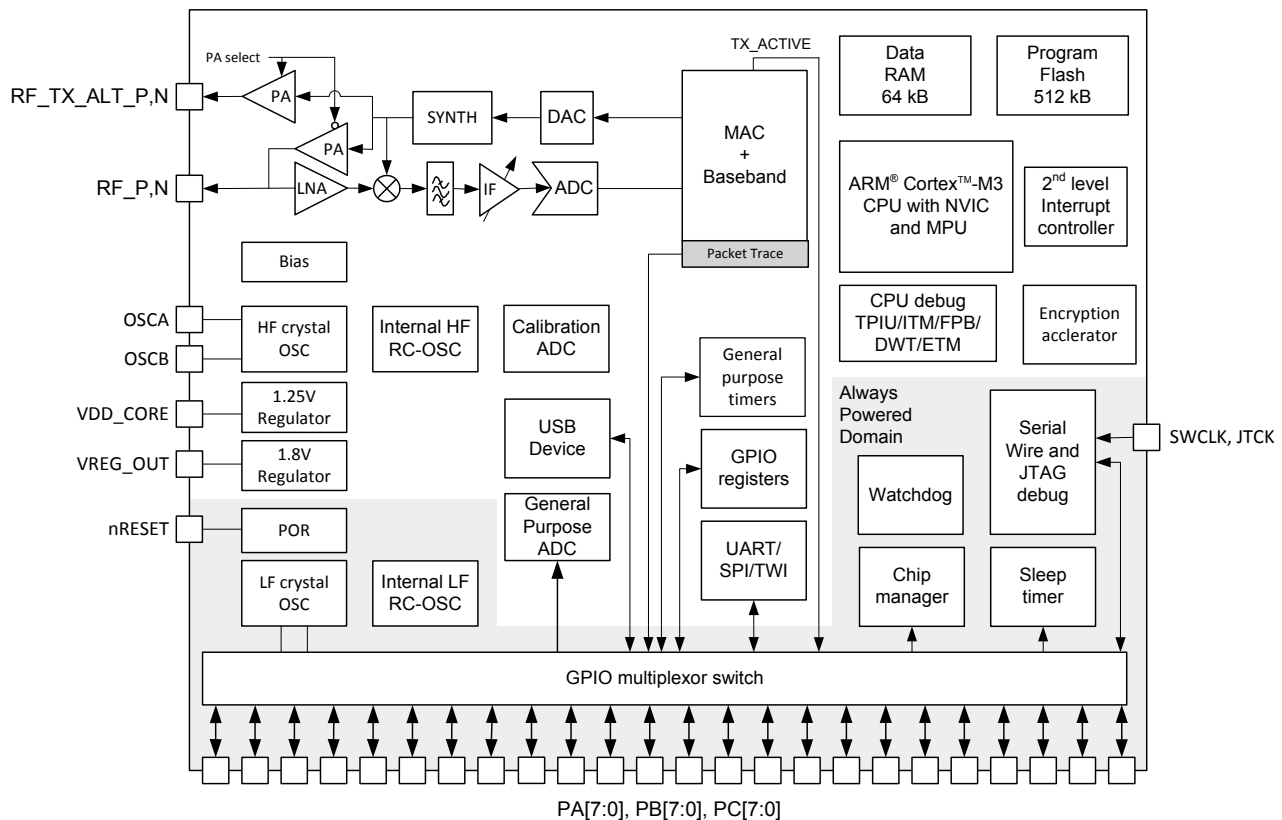 TX_ACTIVE
PA select
RF_TX_ALT_P,N
PA
PA
SYNTH
DAC
MAC
+
Baseband
Packet Trace
RF_P,N
LNA
IF
ADC
Data
RAM
64 kB
Program
Flash
512 kB
ARM® Cortex™-M3
CPU with NVIC
and MPU
2nd level
Interrupt
controller
Bias
OSCA
OSCB
HF crystal
OSC
Internal HF
RC-OSC
Calibration
ADC
General
purpose
timers
CPU debug
TPIU/ITM/FPB/
DWT/ETM
Encryption
acclerator
VDD_CORE
1.25V
Regulator
VREG_OUT
1.8V
Regulator
USB
Device
GPIO
registers
Always
Powered
Domain
Serial
Wire and
JTAG
debug
SWCLK, JTCK
Watchdog
nRESET
POR
General
Purpose
ADC
UART/
SPI/TWI
LF crystal
OSC
Internal LF
RC-OSC
Chip
manager
Sleep
timer
GPIO multiplexor switch
PA[7:0], PB[7:0], PC[7:0]